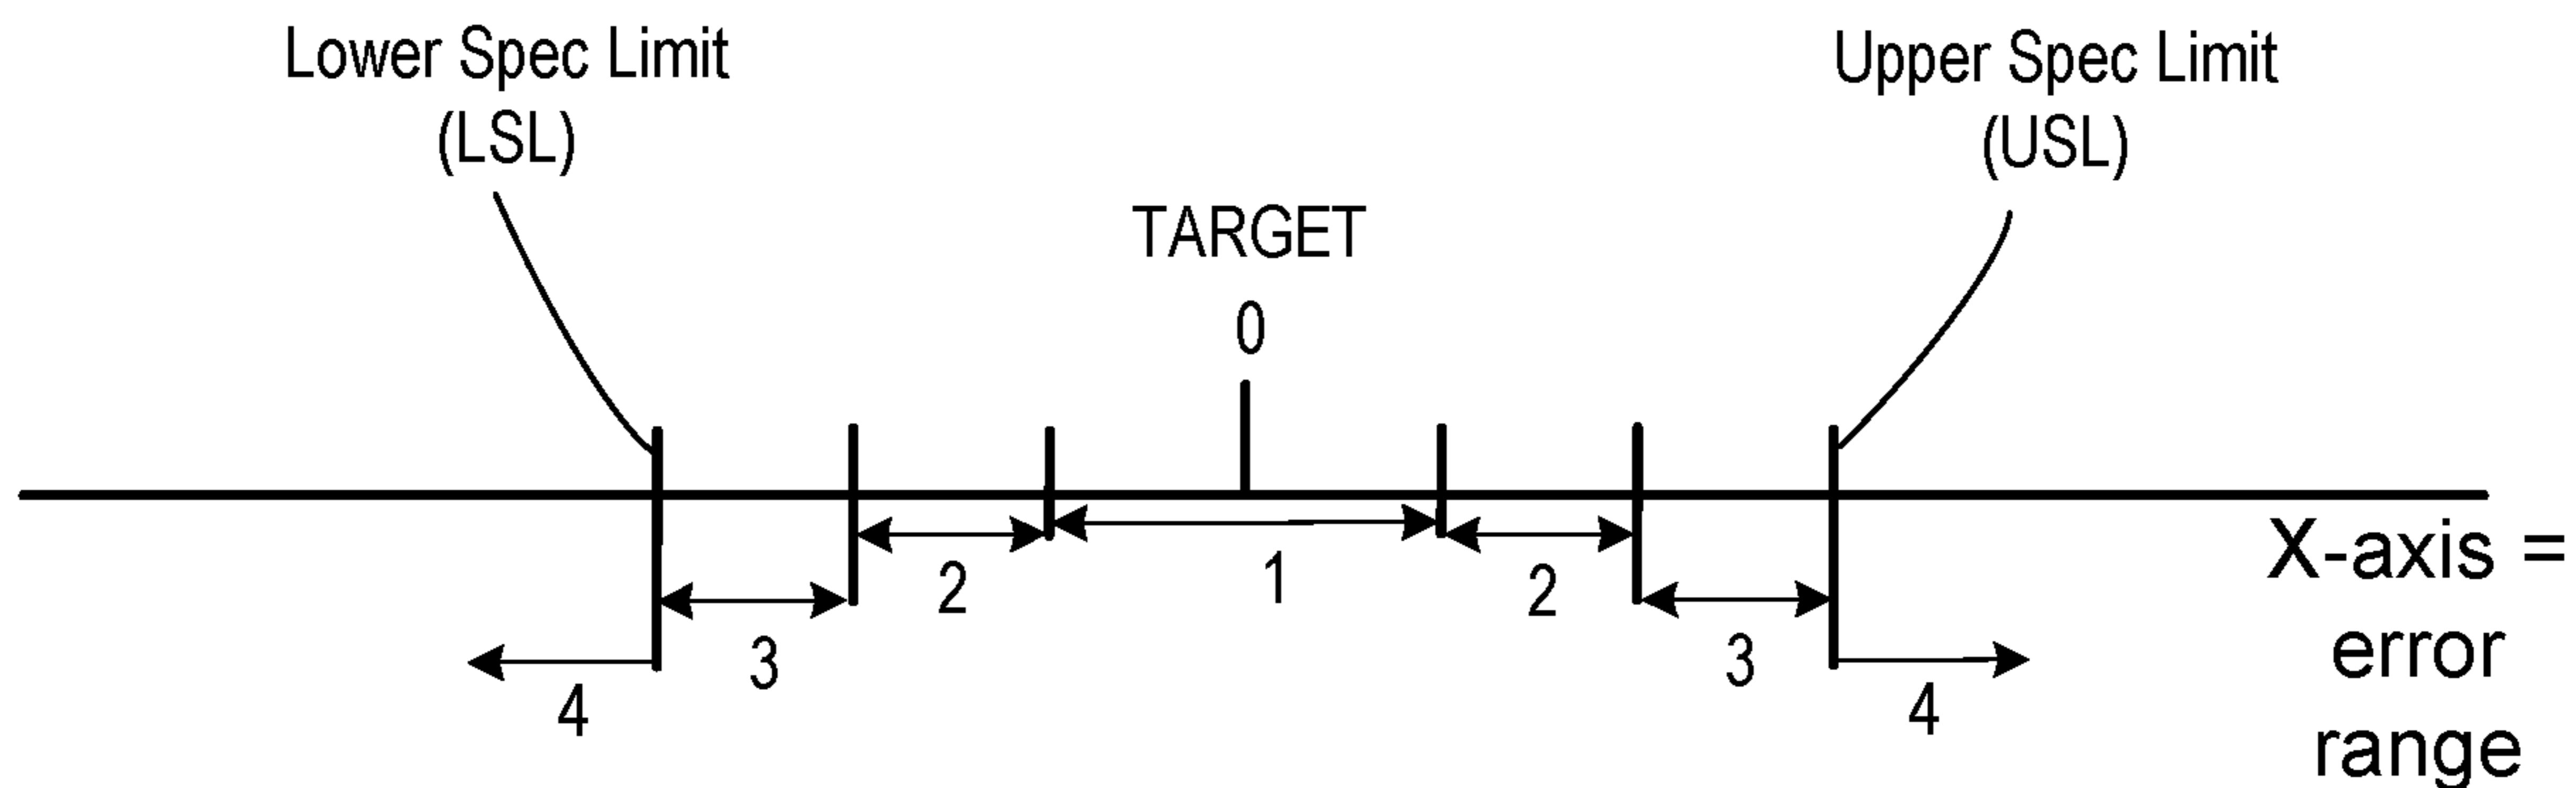 Lower Spec Limit
(LSL)
Upper Spec Limit
(USL)
TARGET
0
1
2
2
3
3
4
4
X-axis =
error
range